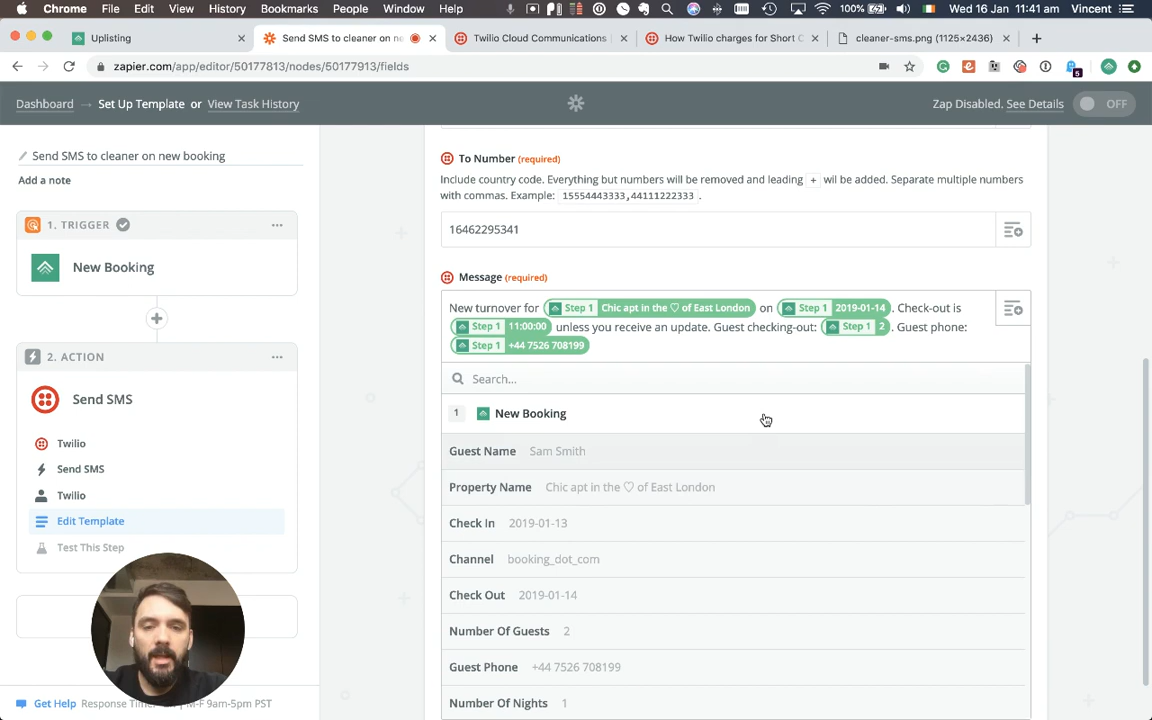 Chrome File Edit View History Bookmarks People Window Help 100% Wed 16 Jan 11:41 am Vincent
Uplisting
Send SMS to cleaner on ne
Twilio Cloud Communications
How Twilio charges for Short C
cleaner-sms.png (1125×2436)
zapier.com/app/editor/50177813/nodes/50177913/fields
5
Dashboard → Set Up Template or View Task History
Zap Disabled. See Details OFF
Send SMS to cleaner on new booking
Add a note
1. TRIGGER
New Booking
2. ACTION
Send SMS
Twilio
Send SMS
Twilio
Edit Template
Test This Step
Get Help Response Time: M-F 9am-5pm PST
To Number (required)
Include country code. Everything but numbers will be removed and leading + wil be added. Separate multiple numbers
with commas. Example: 15554443333,44111222333 .
16462295341
Message (required)
New turnover for Step 1 Chic apt in the ♡ of East London on Step 1 2019-01-14 . Check-out is
Step 1 11:00:00 unless you receive an update. Guest checking-out: Step 1 2 . Guest phone:
Step 1 +44 7526 708199
Search...
1 New Booking
Guest Name Sam Smith
Property Name Chic apt in the ♡ of East London
Check In 2019-01-13
Channel booking_dot_com
Check Out 2019-01-14
Number Of Guests 2
Guest Phone +44 7526 708199
Number Of Nights 1